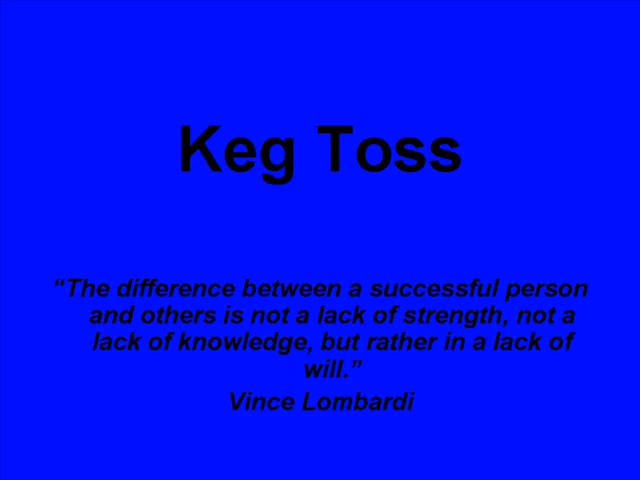 Keg Toss
“The difference between a successful person
and others is not a lack of strength, not a
lack of knowledge, but rather in a lack of
will.”
Vince Lombardi